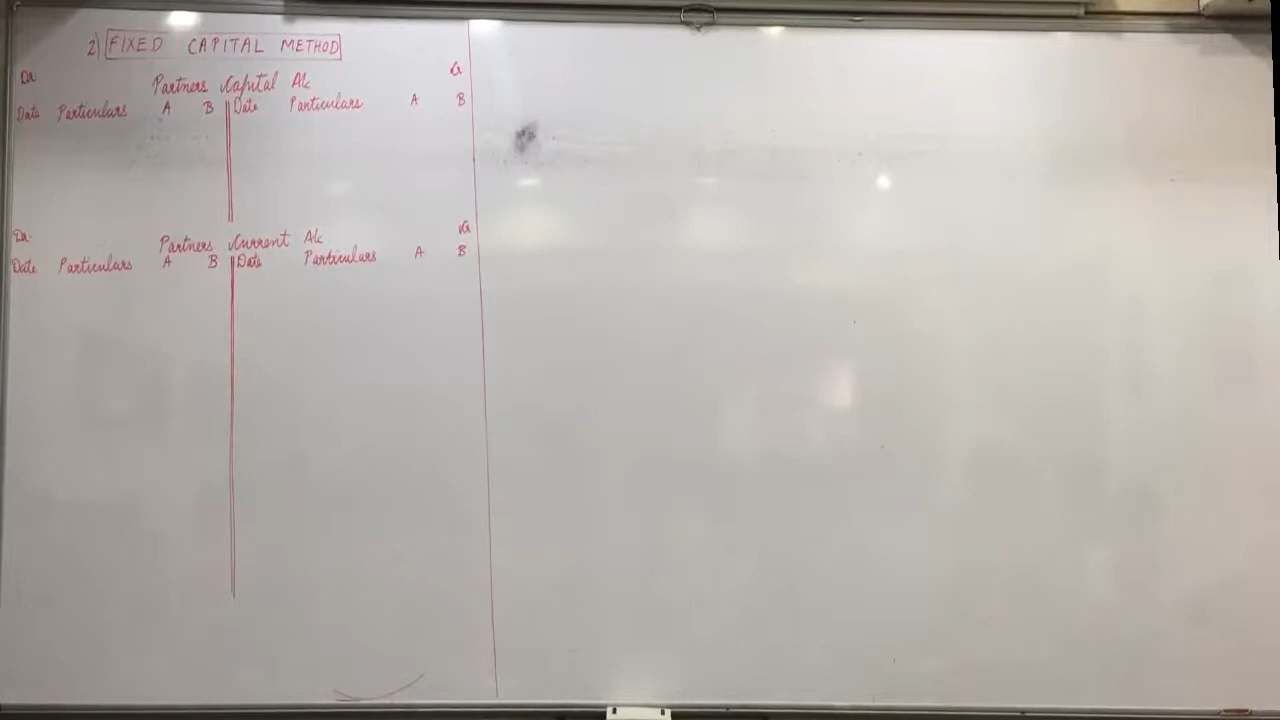 2) FIXED CAPITAL METHOD
Dr. Partners Capital A/c Cr
Date Particulars A B Date Particulars A B
Dr. Partners Current A/c Cr
Date Particulars A B Date Particulars A B